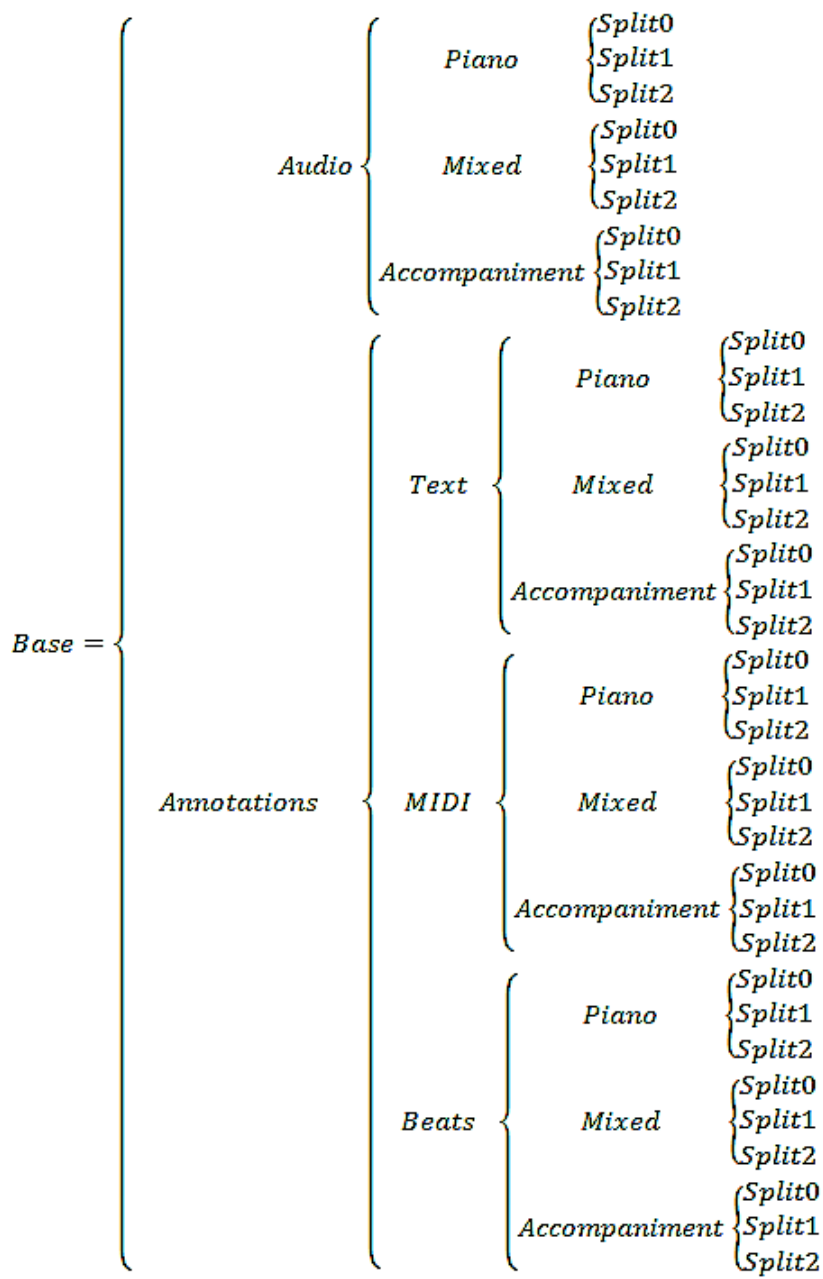 Split0
Piano Split1
Split2
Split0
Audio Mixed Split1
Split2
Split0
Accompaniment Split1
Split2
Split0
Piano Split1
Split2
Split0
Text Mixed Split1
Split2
Split0
Accompaniment Split1
Split2
Base =
Split0
Piano Split1
Split2
Split0
Annotations MIDI Mixed Split1
Split2
Split0
Accompaniment Split1
Split2
Split0
Piano Split1
Split2
Split0
Beats Mixed Split1
Split2
Split0
Accompaniment Split1
Split2